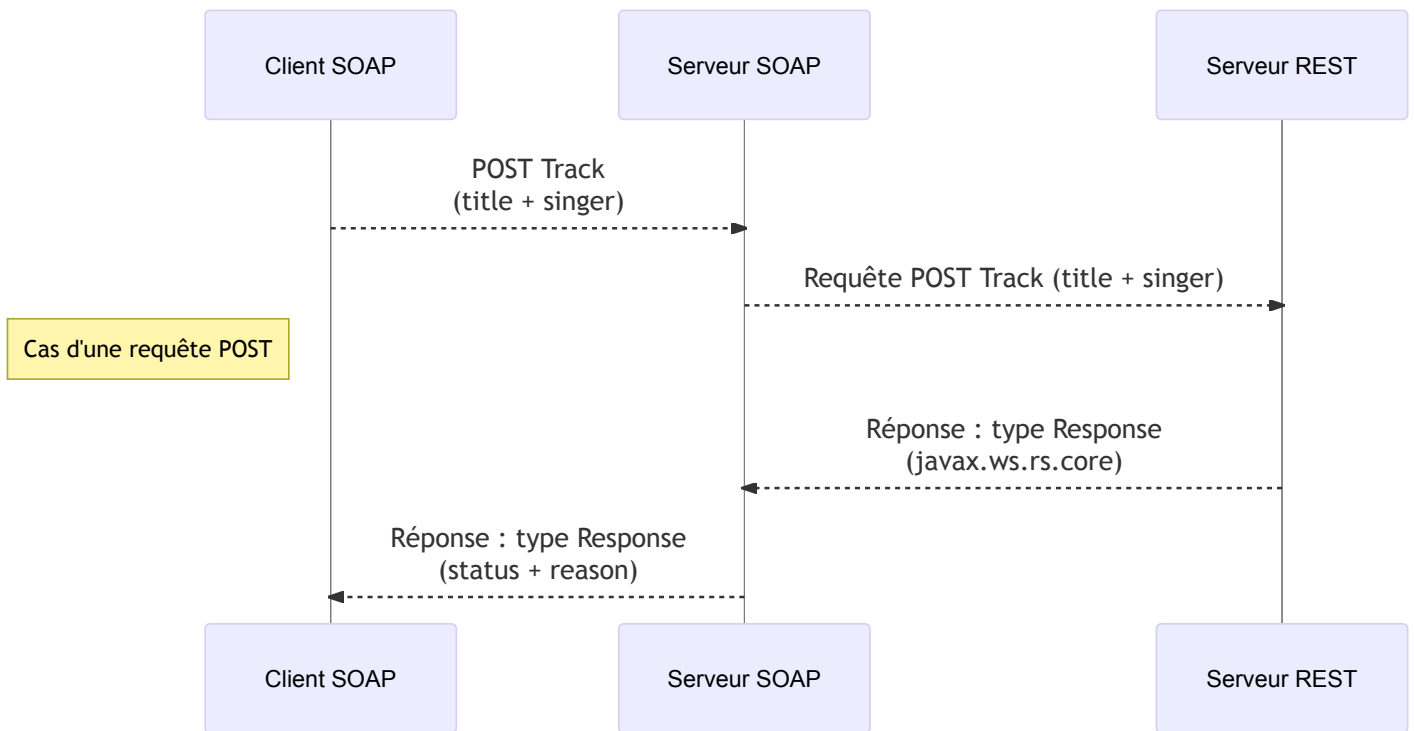 Client SOAP
Serveur SOAP
Serveur REST
POST Track
(title + singer)
Requête POST Track (title + singer)
Cas d'une requête POST
Réponse : type Response
(javax.ws.rs.core)
Réponse : type Response
(status + reason)
Client SOAP
Serveur SOAP
Serveur REST